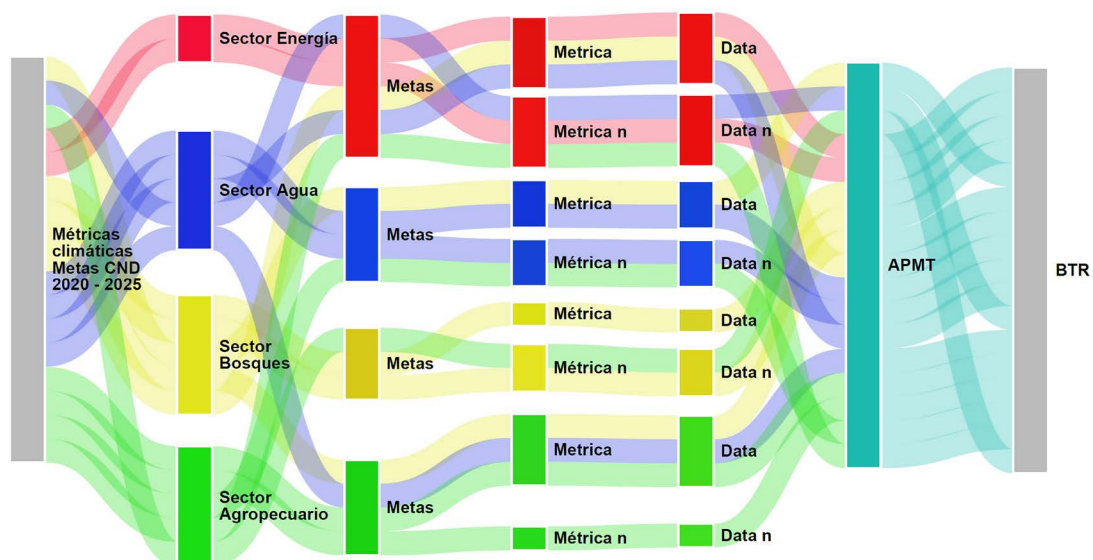 Métricas
climáticas
Metas CND
2020 - 2025
Sector Energía
Sector Agua
Sector
Bosques
Sector
Agropecuario
Metas
Metas
Metas
Metas
Metrica
Metrica n
Metrica
Métrica n
Métrica
Métrica n
Metrica
Métrica n
Data
Data n
Data
Data n
Data
Data n
Data
Data n
APMT
BTR